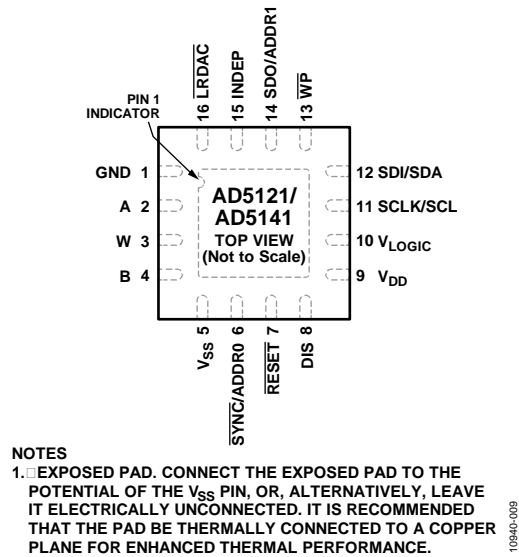 16 LRDAC
15 INDEP
14 SDO/ADDR1
13 WP
PIN 1
INDICATOR
GND 1
A 2
W 3
B 4
AD5121/
AD5141
TOP VIEW
(Not to Scale)
12 SDI/SDA
11 SCLK/SCL
10 VLOGIC
9 VDD
VSS 5
SYNC/ADDR0 6
RESET 7
DIS 8
NOTES
1.□EXPOSED PAD. CONNECT THE EXPOSED PAD TO THE
POTENTIAL OF THE VSS PIN, OR, ALTERNATIVELY, LEAVE
IT ELECTRICALLY UNCONNECTED. IT IS RECOMMENDED
THAT THE PAD BE THERMALLY CONNECTED TO A COPPER
PLANE FOR ENHANCED THERMAL PERFORMANCE.
10940-009